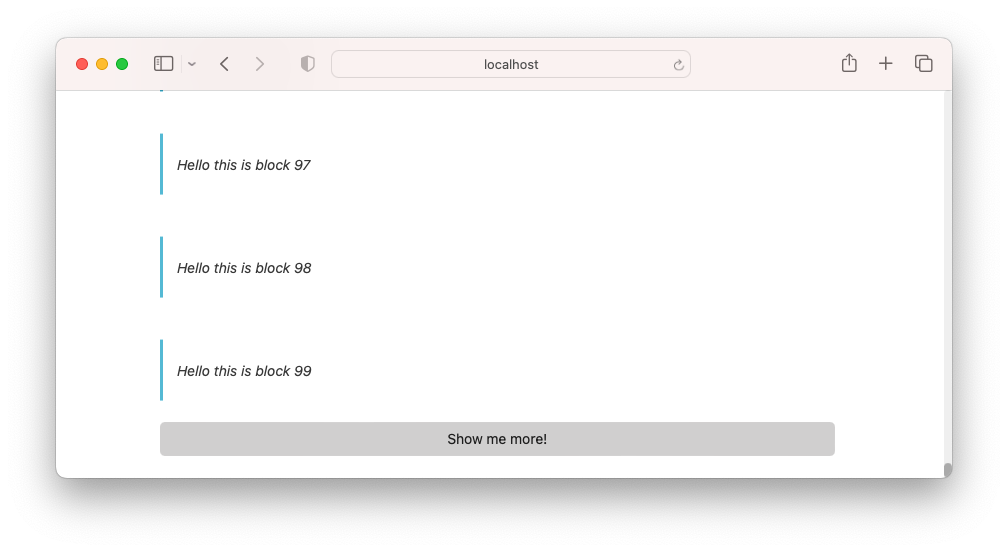 localhost
Hello this is block 97
Hello this is block 98
Hello this is block 99
Show me more!